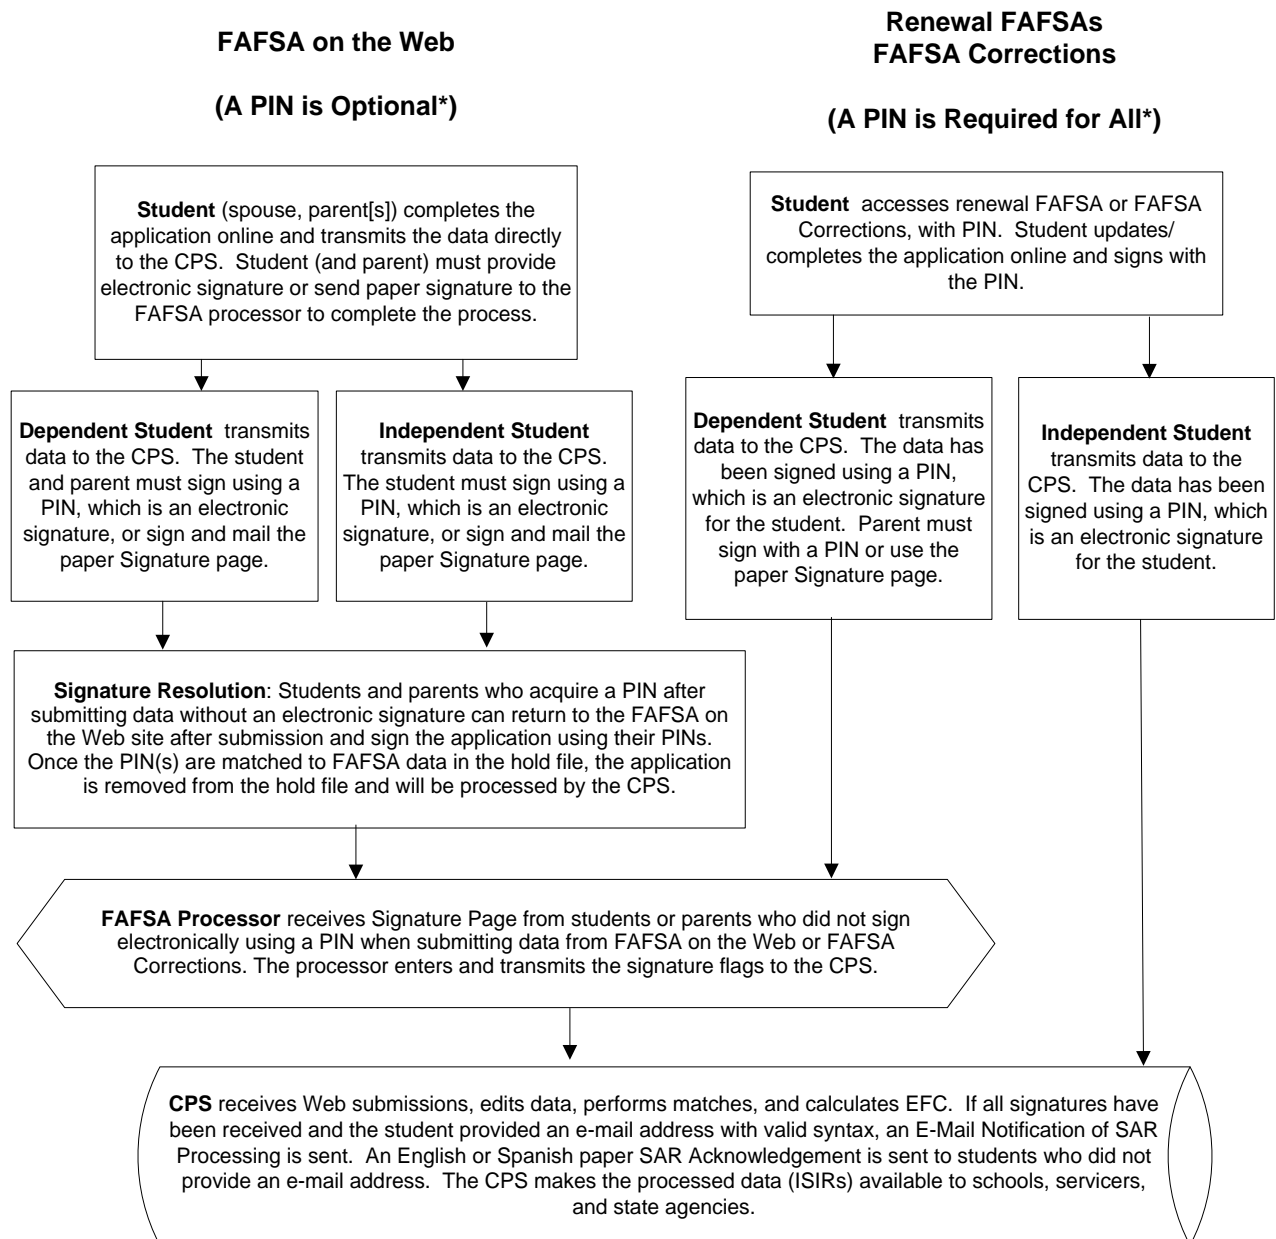 FAFSA on the Web
(A PIN is Optional*)
Renewal FAFSAs
FAFSA Corrections
(A PIN is Required for All*)
Student (spouse, parent[s]) completes the
application online and transmits the data directly
to the CPS. Student (and parent) must provide
electronic signature or send paper signature to the
FAFSA processor to complete the process.
Student accesses renewal FAFSA or FAFSA
Corrections, with PIN. Student updates/
completes the application online and signs with
the PIN.
Dependent Student transmits
data to the CPS. The student
and parent must sign using a
PIN, which is an electronic
signature, or sign and mail the
paper Signature page.
Independent Student
transmits data to the CPS.
The student must sign using a
PIN, which is an electronic
signature, or sign and mail the
paper Signature page.
Dependent Student transmits
data to the CPS. The data has
been signed using a PIN,
which is an electronic signature
for the student. Parent must
sign with a PIN or use the
paper Signature page.
Independent Student
transmits data to the
CPS. The data has been
signed using a PIN, which
is an electronic signature
for the student.
Signature Resolution: Students and parents who acquire a PIN after
submitting data without an electronic signature can return to the FAFSA on
the Web site after submission and sign the application using their PINs.
Once the PIN(s) are matched to FAFSA data in the hold file, the application
is removed from the hold file and will be processed by the CPS.
FAFSA Processor receives Signature Page from students or parents who did not sign
electronically using a PIN when submitting data from FAFSA on the Web or FAFSA
Corrections. The processor enters and transmits the signature flags to the CPS.
CPS receives Web submissions, edits data, performs matches, and calculates EFC. If all signatures have
been received and the student provided an e-mail address with valid syntax, an E-Mail Notification of SAR
Processing is sent. An English or Spanish paper SAR Acknowledgement is sent to students who did not
provide an e-mail address. The CPS makes the processed data (ISIRs) available to schools, servicers,
and state agencies.